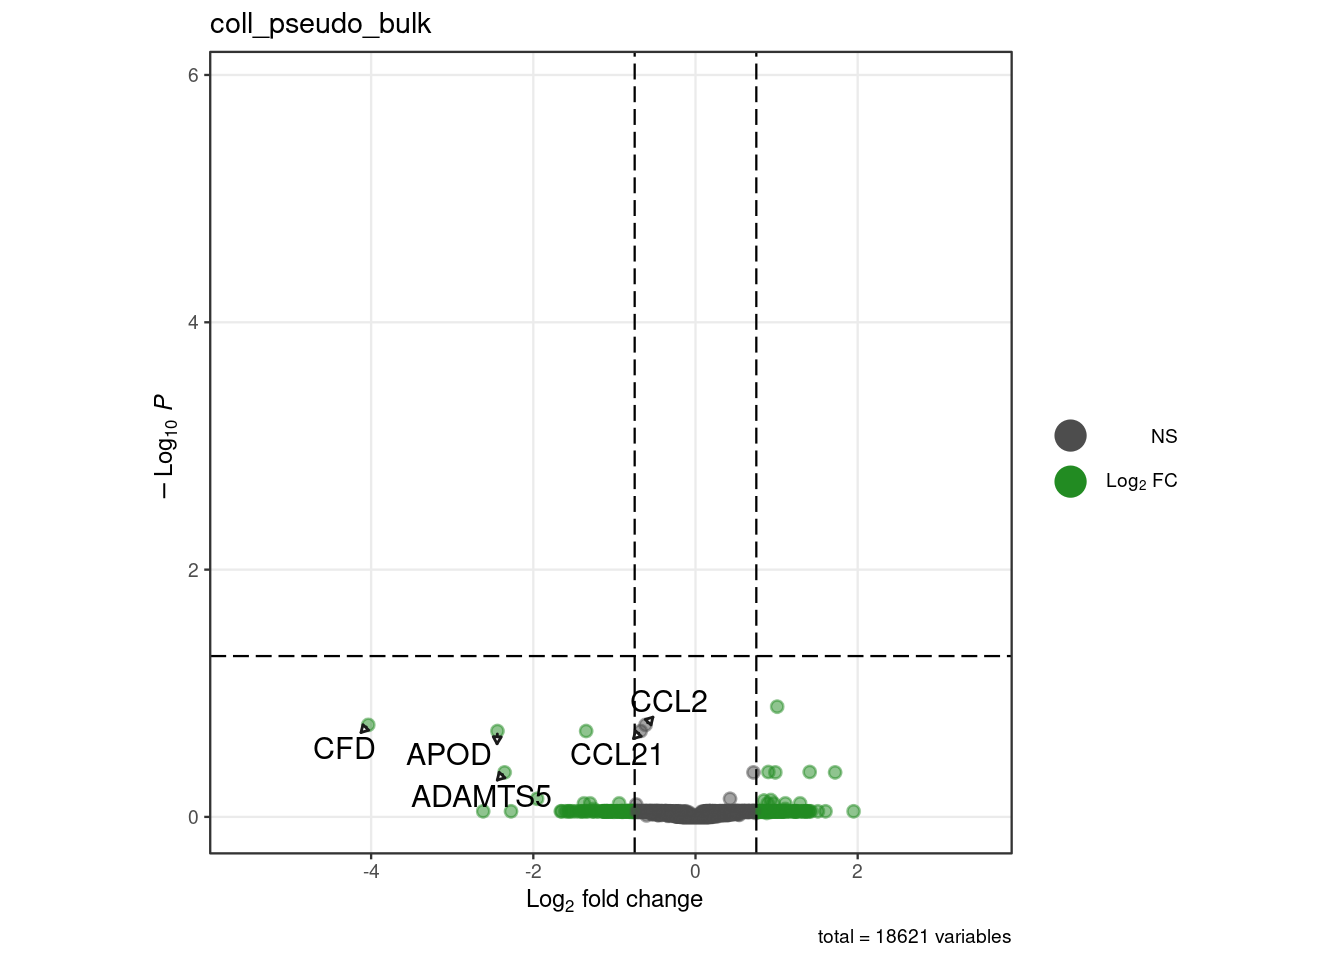 coll_pseudo_bulk
6
4
2
0
− Log₁₀ P
CCL2
CFD
APOD
CCL21
ADAMTS5
-4
-2
0
2
Log₂ fold change
NS
Log₂ FC
total = 18621 variables